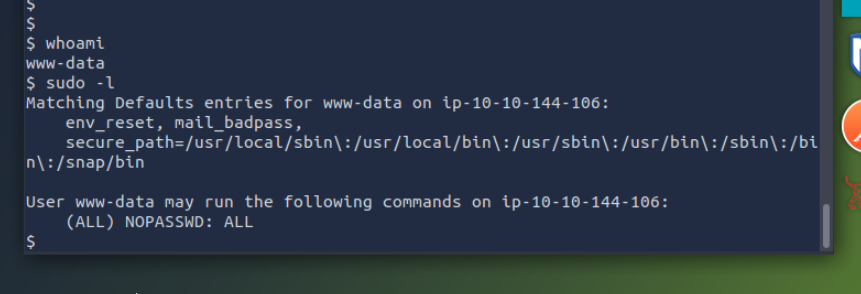 $
$
$ whoami
www-data
$ sudo -l
Matching Defaults entries for www-data on ip-10-10-144-106:
    env_reset, mail_badpass,
    secure_path=/usr/local/sbin\:/usr/local/bin\:/usr/sbin\:/usr/bin\:/sbin\:/bi
n\:/snap/bin

User www-data may run the following commands on ip-10-10-144-106:
    (ALL) NOPASSWD: ALL
$